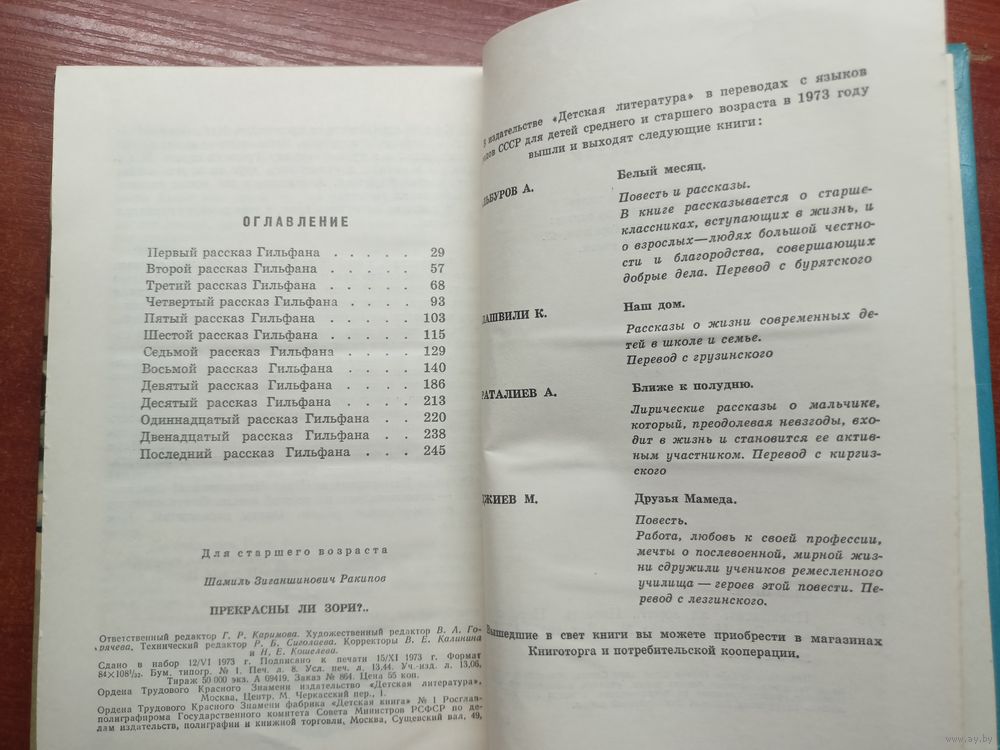 ОГЛАВЛЕНИЕ
Первый рассказ Гильфана . . . . . 29
Второй рассказ Гильфана . . . . . 57
Третий рассказ Гильфана . . . . . 68
Четвертый рассказ Гильфана . . . . 93
Пятый рассказ Гильфана . . . . . 103
Шестой рассказ Гильфана . . . . . 115
Седьмой рассказ Гильфана . . . . 129
Восьмой рассказ Гильфана . . . . 140
Девятый рассказ Гильфана . . . . 186
Десятый рассказ Гильфана . . . . 213
Одиннадцатый рассказ Гильфана . . 220
Двенадцатый рассказ Гильфана . . 238
Последний рассказ Гильфана . . . 245
Для старшего возраста
Шамиль Зиганшинович Ракипов
ПРЕКРАСНЫ ЛИ ЗОРИ?..
Ответственный редактор Г. Р. Каримова. Художественный редактор В. А. Го-
рячева. Технический редактор Р. Б. Сиголаева. Корректоры В. Е. Калинина
и Н. Е. Кошелева.
Сдано в набор 12/VI 1973 г. Подписано к печати 15/XI 1973 г. Формат
84×108¹/₃₂. Бум. типогр. № 1. Печ. л. 8. Усл. печ. л. 13,44. Уч.-изд. л. 13,06.
Тираж 50 000 экз. А 69419. Заказ № 864. Цена 55 коп.
Ордена Трудового Красного Знамени издательство «Детская литература»,
Москва, Центр, М. Черкасский пер., 1.
Ордена Трудового Красного Знамени фабрика «Детская книга» № 1 Росглав-
полиграфпрома Государственного комитета Совета Министров РСФСР по де-
лам издательств, полиграфии и книжной торговли, Москва, Сущевский вал, 49.
В издательстве «Детская литература» в переводах с языков
дов СССР для детей среднего и старшего возраста в 1973 году
вышли и выходят следующие книги:
ЛЬБУРОВ А.
Белый месяц.
Повесть и рассказы.
В книге рассказывается о старше-
классниках, вступающих в жизнь, и
о взрослых—людях большой честно-
сти и благородства, совершающих
добрые дела. Перевод с бурятского
ЛАШВИЛИ К.
Наш дом.
Рассказы о жизни современных де-
тей в школе и семье.
Перевод с грузинского
РАТАЛИЕВ А.
Ближе к полудню.
Лирические рассказы о мальчике,
который, преодолевая невзгоды, вхо-
дит в жизнь и становится ее актив-
ным участником. Перевод с киргиз-
ского
ДЖИЕВ М.
Друзья Мамеда.
Повесть.
Работа, любовь к своей профессии,
мечты о послевоенной, мирной жиз-
ни сдружили учеников ремесленного
училища — героев этой повести. Пе-
ревод с лезгинского.
Вышедшие в свет книги вы можете приобрести в магазинах
Книготорга и потребительской кооперации.
www.ay.by